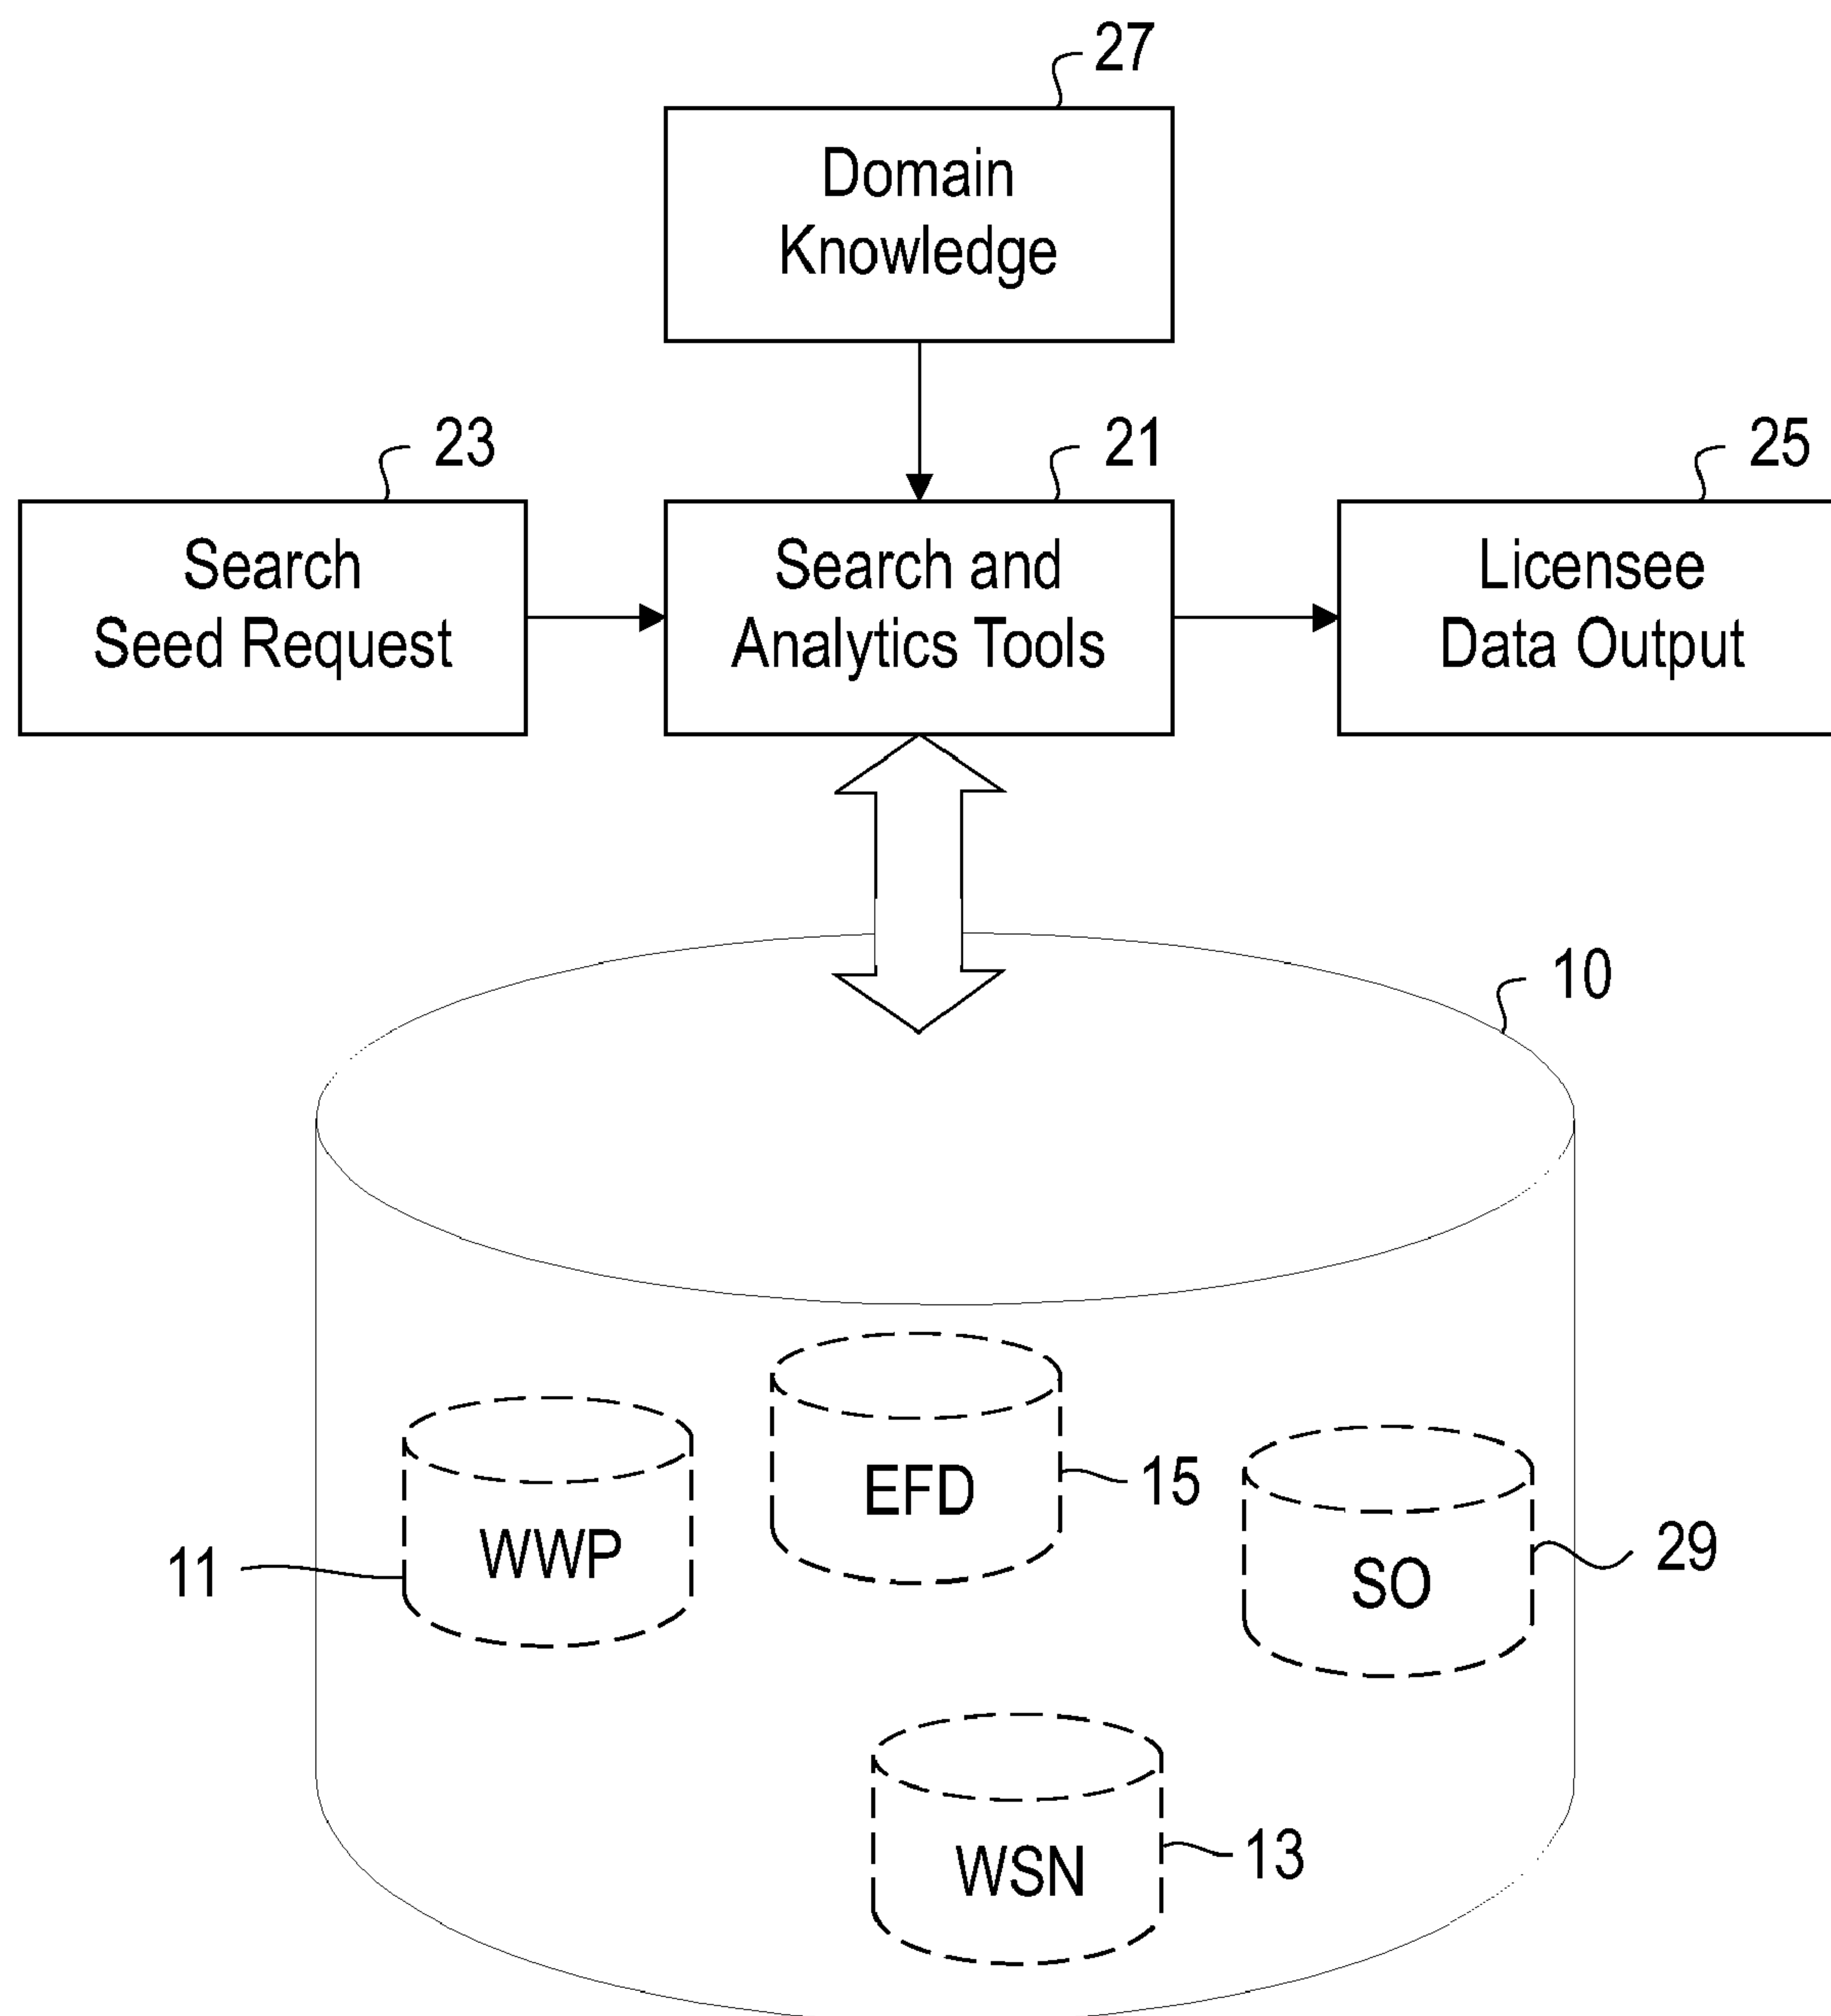 27
Domain
Knowledge
23
21
25
Search
Seed Request
Search and
Analytics Tools
Licensee
Data Output
10
EFD
15
WWP
11
SO
29
WSN
13